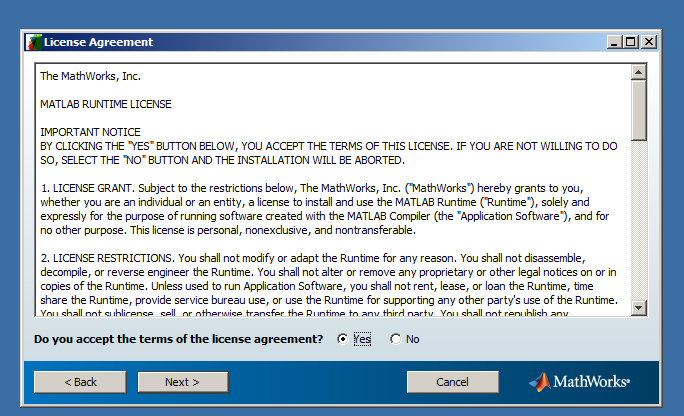 License Agreement
The MathWorks, Inc.
MATLAB RUNTIME LICENSE
IMPORTANT NOTICE
BY CLICKING THE "YES" BUTTON BELOW, YOU ACCEPT THE TERMS OF THIS LICENSE. IF YOU ARE NOT WILLING TO DO
SO, SELECT THE "NO" BUTTON AND THE INSTALLATION WILL BE ABORTED.
1. LICENSE GRANT. Subject to the restrictions below, The MathWorks, Inc. ("MathWorks") hereby grants to you,
whether you are an individual or an entity, a license to install and use the MATLAB Runtime ("Runtime"), solely and
expressly for the purpose of running software created with the MATLAB Compiler (the "Application Software"), and for
no other purpose. This license is personal, nonexclusive, and nontransferable.
2. LICENSE RESTRICTIONS. You shall not modify or adapt the Runtime for any reason. You shall not disassemble,
decompile, or reverse engineer the Runtime. You shall not alter or remove any proprietary or other legal notices on or in
copies of the Runtime. Unless used to run Application Software, you shall not rent, lease, or loan the Runtime, time
share the Runtime, provide service bureau use, or use the Runtime for supporting any other party's use of the Runtime.
You shall not sublicense, sell, or otherwise transfer the Runtime to any third party. You shall not republish any
Do you accept the terms of the license agreement? Yes No
< Back Next > Cancel MathWorks®